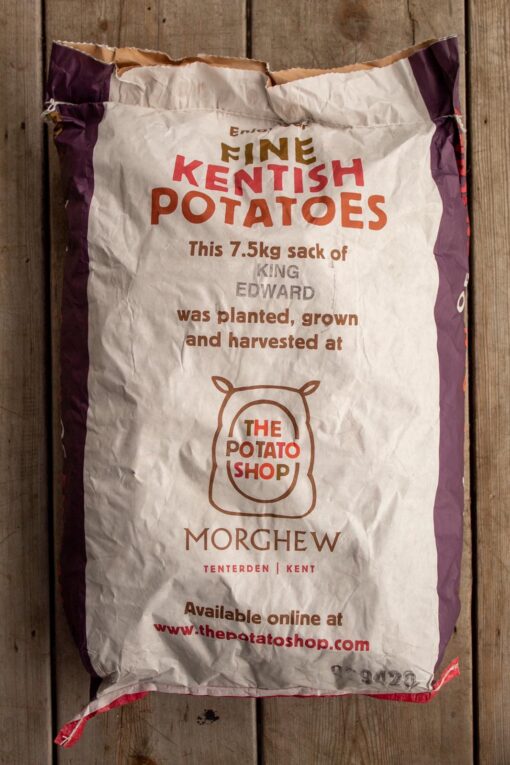 FINE
KENTISH
POTATOES
This 7.5kg sack of
KING
EDWARD
was planted, grown
and harvested at
THE
POTATO
SHOP
MORGHEW
TENTERDEN | KENT
Available online at
www.thepotatoshop.com